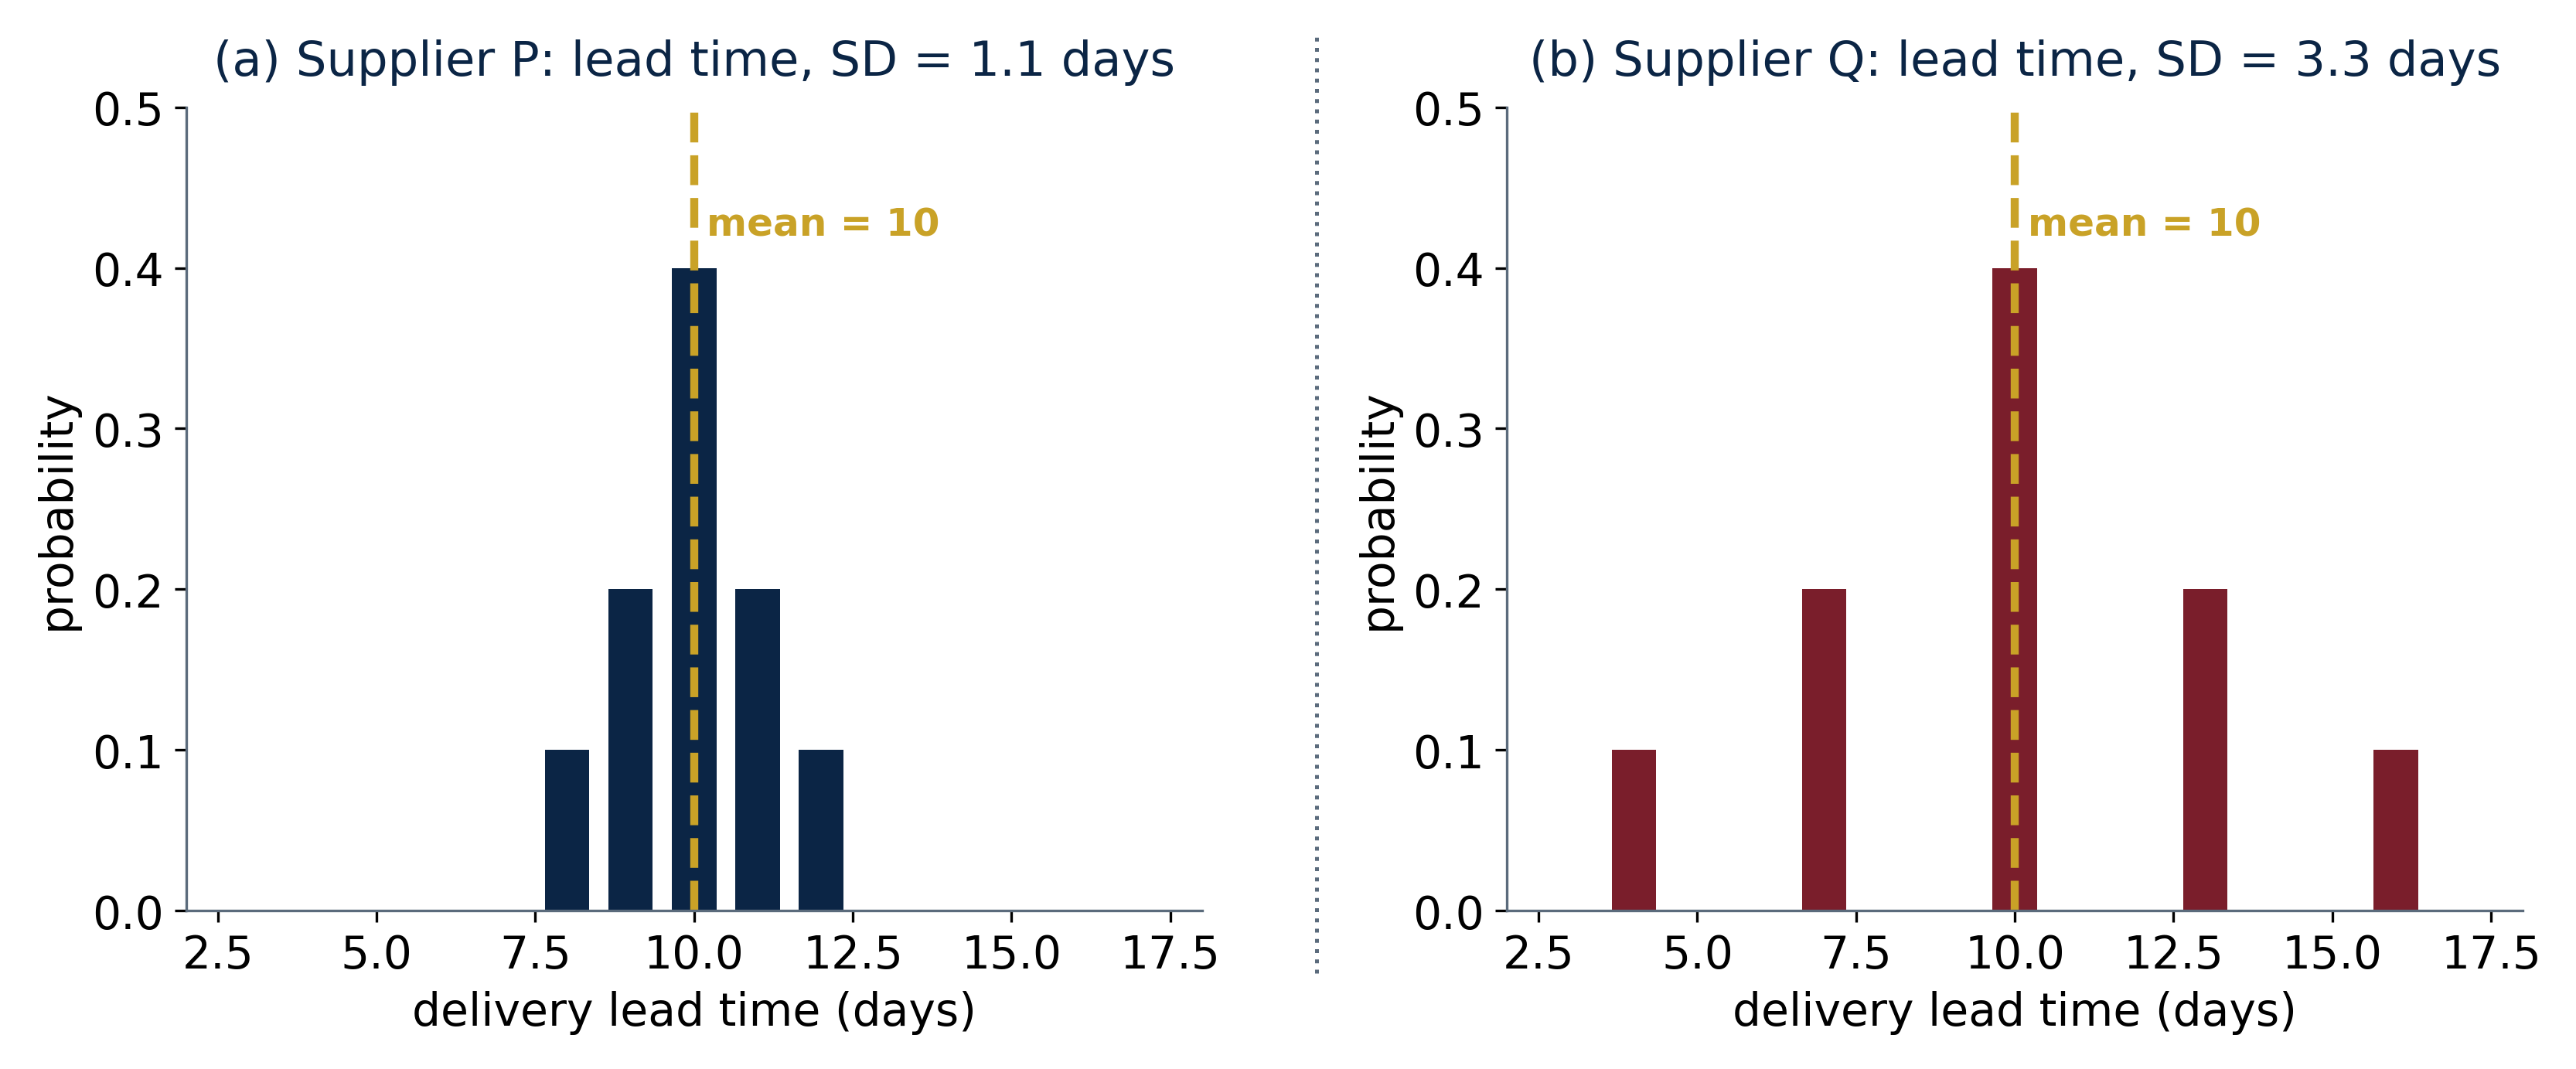 (a) Supplier P: lead time, SD = 1.1 days
0.5
0.4
0.3
0.2
0.1
0.0
probability
mean = 10
2.5 5.0 7.5 10.0 12.5 15.0 17.5
delivery lead time (days)
(b) Supplier Q: lead time, SD = 3.3 days
0.5
0.4
0.3
0.2
0.1
0.0
probability
mean = 10
2.5 5.0 7.5 10.0 12.5 15.0 17.5
delivery lead time (days)